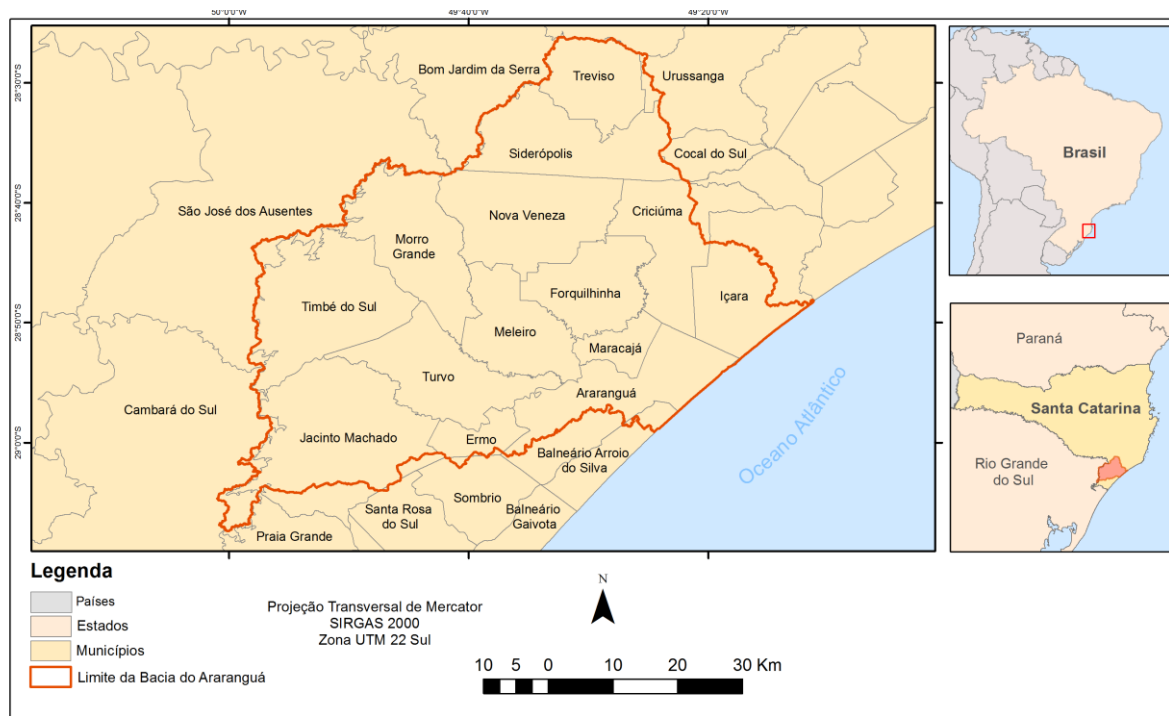 50°0'0"W
49°40'0"W
49°20'0"W
28°30'0"S
28°40'0"S
28°50'0"S
29°0'0"S
Bom Jardim da Serra
Treviso
Urussanga
Siderópolis
Cocal do Sul
São José dos Ausentes
Nova Veneza
Criciúma
Morro
Grande
Timbé do Sul
Forquilhinha
Içara
Meleiro
Maracajá
Turvo
Araranguá
Cambará do Sul
Jacinto Machado
Ermo
Balneário Arroio
do Silva
Sombrio
Santa Rosa
do Sul
Balneário
Gaivota
Praia Grande
Oceano Atlântico
Brasil
Paraná
Santa Catarina
Rio Grande
do Sul
Legenda
Países
Estados
Municípios
Limite da Bacia do Araranguá
Projeção Transversal de Mercator
SIRGAS 2000
Zona UTM 22 Sul
N
10 5 0 10 20 30 Km